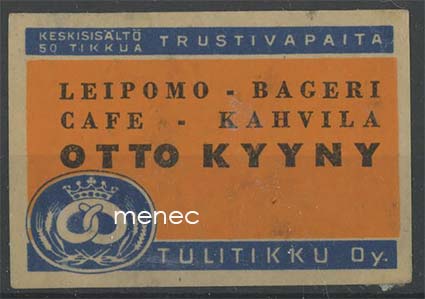 KESKISISÄLTÖ
50 TIKKUA
TRUSTIVAPAITA
LEIPOMO - BAGERI
CAFE - KAHVILA
OTTO KYYNY
menec
TULITIKKU Oy.